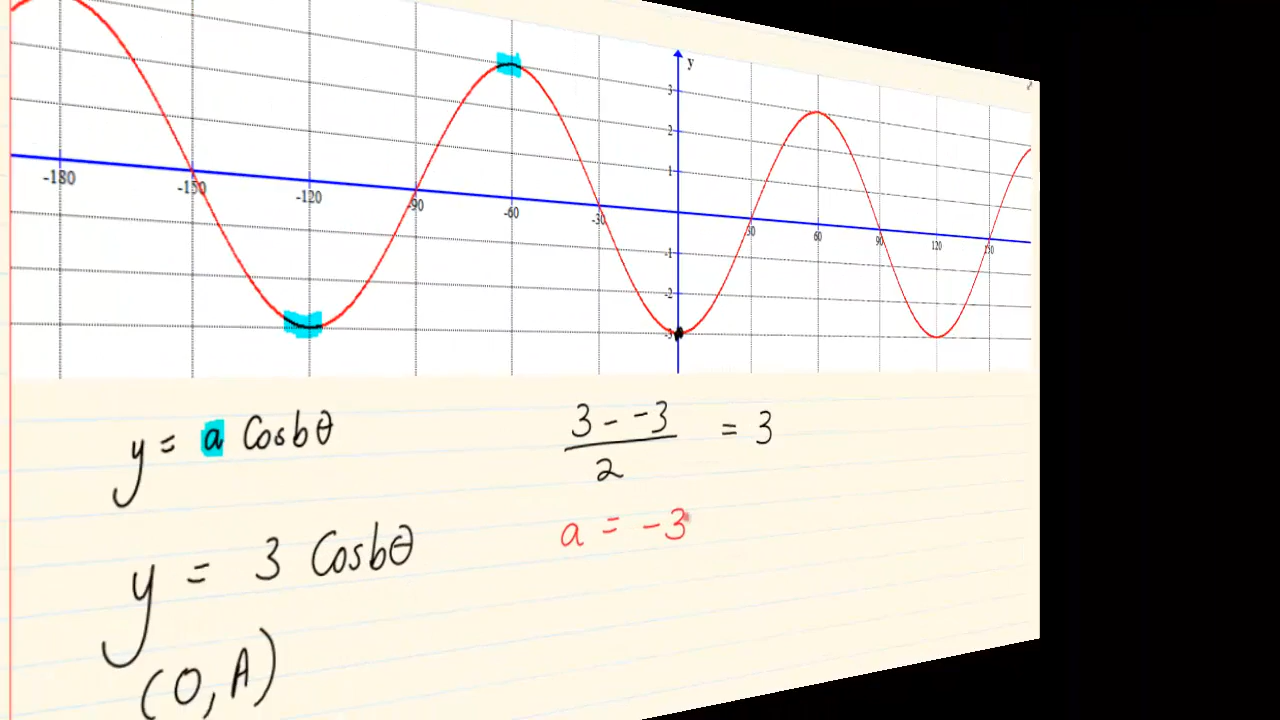 y
3
2
1
-180 -150 -120 -90 -60 -30 30 60 90 120 150
-1
-2
-3
y = a Cosbθ
3 - -3
2
= 3
a = -3
y = 3 Cosbθ
(0, A)